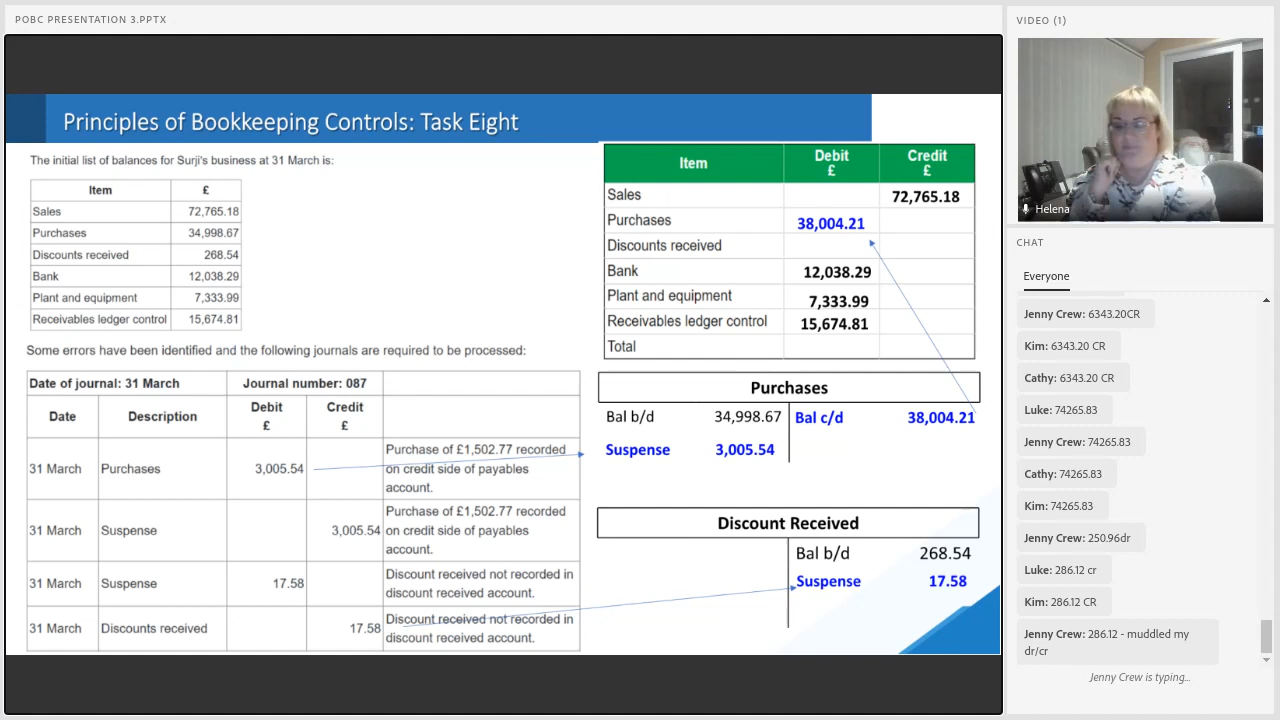 POBC PRESENTATION 3.PPTX
Principles of Bookkeeping Controls: Task Eight
The initial list of balances for Surji's business at 31 March is:
Item £
Sales 72,765.18
Purchases 34,998.67
Discounts received 268.54
Bank 12,038.29
Plant and equipment 7,333.99
Receivables ledger control 15,674.81
Some errors have been identified and the following journals are required to be processed:
Date of journal: 31 March Journal number: 087
Date Description Debit £ Credit £
31 March Purchases 3,005.54 Purchase of £1,502.77 recorded
on credit side of payables
account.
31 March Suspense 3,005.54 Purchase of £1,502.77 recorded
on credit side of payables
account.
31 March Suspense 17.58 Discount received not recorded in
discount received account.
31 March Discounts received 17.58 Discount received not recorded in
discount received account.
Item Debit £ Credit £
Sales 72,765.18
Purchases 38,004.21
Discounts received
Bank 12,038.29
Plant and equipment 7,333.99
Receivables ledger control 15,674.81
Total
Purchases
Bal b/d 34,998.67 Bal c/d 38,004.21
Suspense 3,005.54
Discount Received
Bal b/d 268.54
Suspense 17.58
VIDEO (1)
Helena
CHAT
Everyone
Jenny Crew: 6343.20CR
Kim: 6343.20 CR
Cathy: 6343.20 CR
Luke: 74265.83
Jenny Crew: 74265.83
Cathy: 74265.83
Kim: 74265.83
Jenny Crew: 250.96dr
Luke: 286.12 cr
Kim: 286.12 CR
Jenny Crew: 286.12 - muddled my
dr/cr
Jenny Crew is typing...